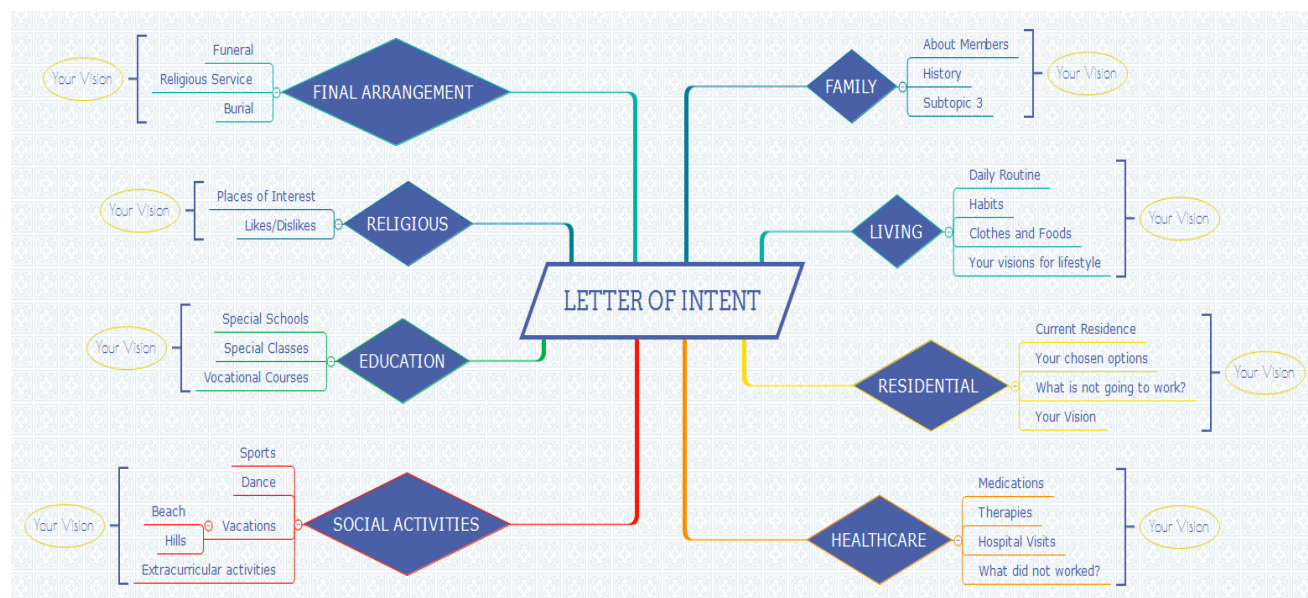 LETTER OF INTENT
FINAL ARRANGEMENT
Funeral
Religious Service
Burial
Your Vision
RELIGIOUS
Places of Interest
Likes/Dislikes
Your Vision
EDUCATION
Special Schools
Special Classes
Vocational Courses
Your Vision
SOCIAL ACTIVITIES
Sports
Dance
Vacations
Beach
Hills
Extracurricular activities
Your Vision
FAMILY
About Members
History
Subtopic 3
Your Vision
LIVING
Daily Routine
Habits
Clothes and Foods
Your visions for lifestyle
Your Vision
RESIDENTIAL
Current Residence
Your chosen options
What is not going to work?
Your Vision
Your Vision
HEALTHCARE
Medications
Therapies
Hospital Visits
What did not worked?
Your Vision